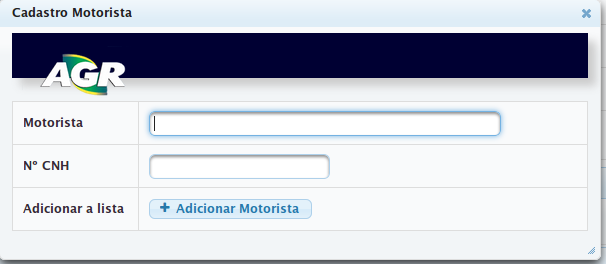 Cadastro Motorista
AGR
Motorista
Nº CNH
Adicionar a lista
Adicionar Motorista